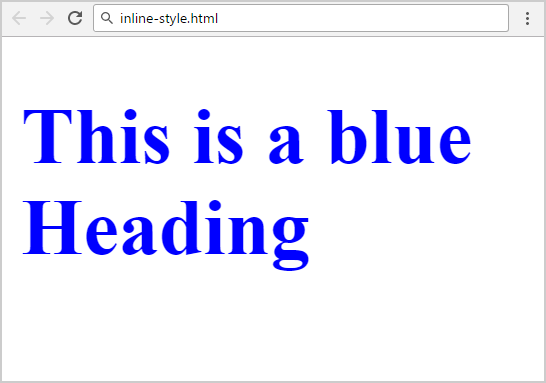 inline-style.html
This is a blue
Heading